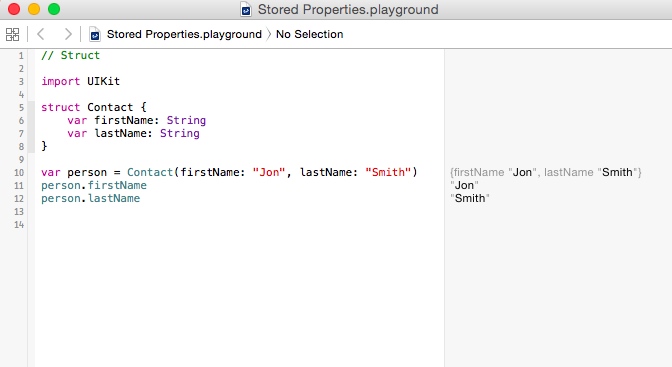 Stored Properties.playground
Stored Properties.playground › No Selection
1 // Struct
2
3 import UIKit
4
5 struct Contact {
6     var firstName: String
7     var lastName: String
8 }
9
10 var person = Contact(firstName: "Jon", lastName: "Smith") {firstName "Jon", lastName "Smith"}
11 person.firstName "Jon"
12 person.lastName "Smith"
13
14